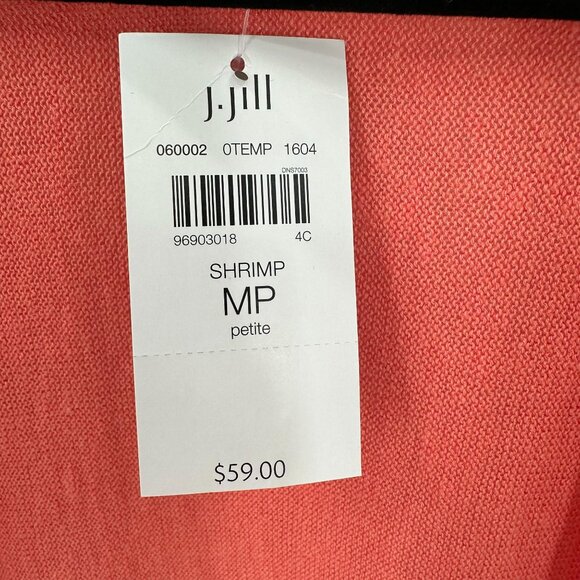 J.Jill
060002 0TEMP 1604
DNS7003
96903018 4C
SHRIMP
MP
petite
$59.00